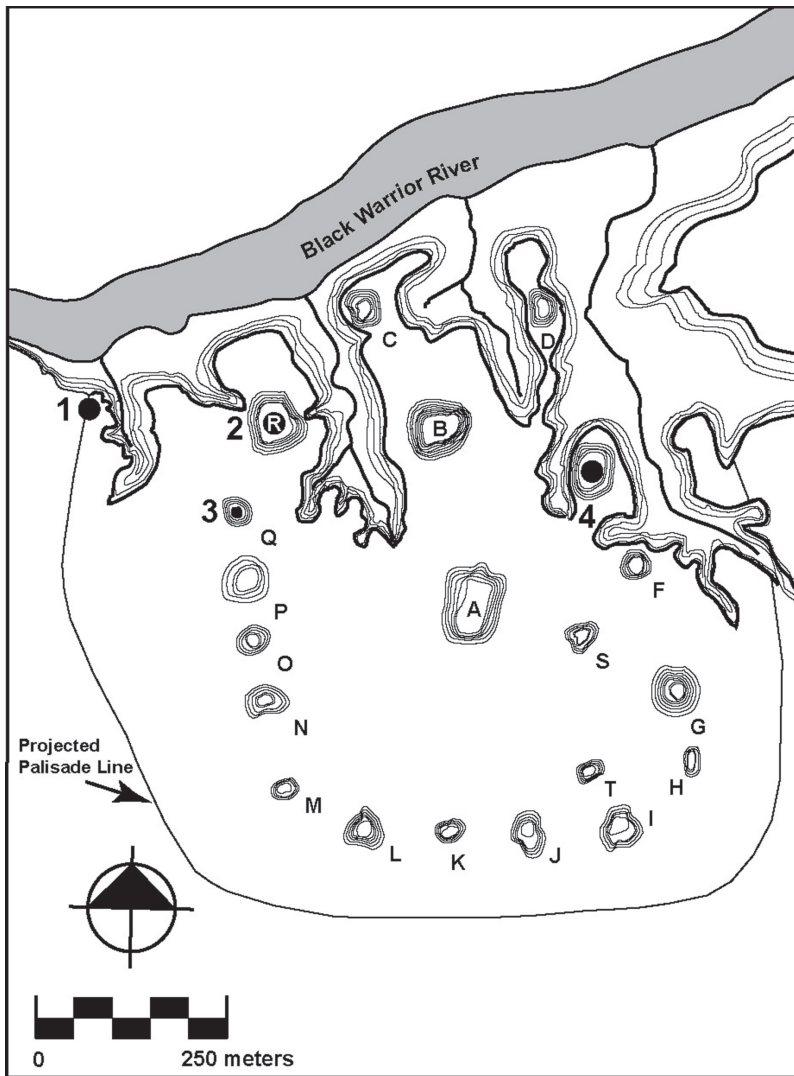 Black Warrior River
C
D
1
2
R
B
3
4
Q
F
P
A
O
S
N
G
Projected
Palisade Line
M
T
H
L
K
J
I
0
250 meters